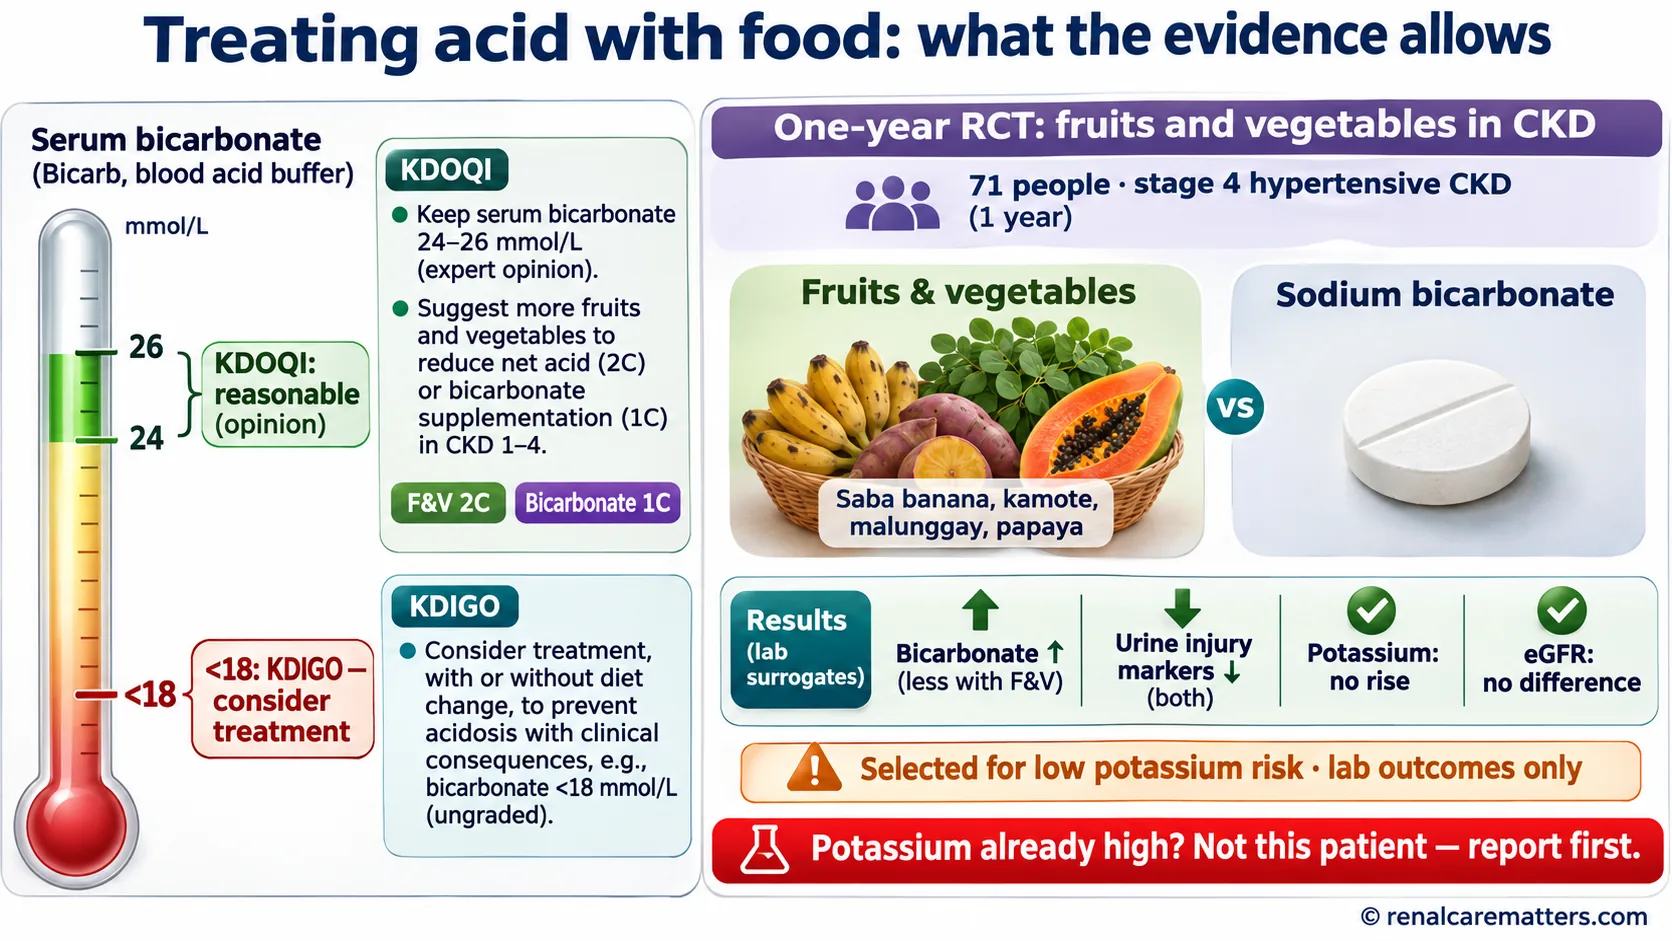 Treating acid with food: what the evidence allows
Serum bicarbonate
(Bicarb, blood acid buffer)
mmol/L
26
24
KDOQI:
reasonable
(opinion)
<18
<18: KDIGO –
consider
treatment
KDOQI
Keep serum bicarbonate
24–26 mmol/L
(expert opinion).
Suggest more fruits
and vegetables to
reduce net acid (2C)
or bicarbonate
supplementation (1C)
in CKD 1–4.
F&V 2C
Bicarbonate 1C
KDIGO
Consider treatment,
with or without diet
change, to prevent
acidosis with clinical
consequences, e.g.,
bicarbonate <18 mmol/L
(ungraded).
One-year RCT: fruits and vegetables in CKD
71 people · stage 4 hypertensive CKD
(1 year)
Fruits & vegetables
Saba banana, kamote,
malunggay, papaya
VS
Sodium bicarbonate
Results
(lab
surrogates)
Bicarbonate ↑
(less with F&V)
Urine injury
markers ↓
(both)
Potassium:
no rise
eGFR:
no difference
Selected for low potassium risk · lab outcomes only
Potassium already high? Not this patient — report first.
© renalcarematters.com